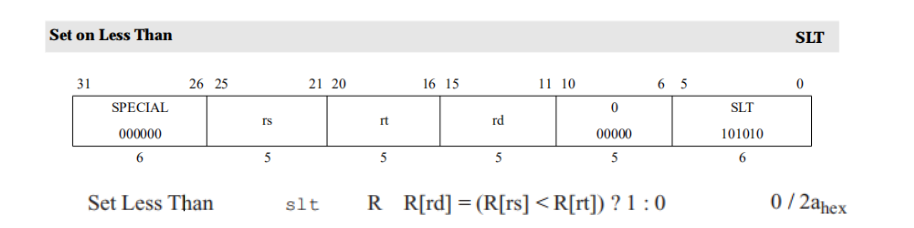 Set on Less Than SLT
31 26 25 21 20 16 15 11 10 6 5 0
SPECIAL 0 SLT
rs rt rd
000000 00000 101010
6 5 5 5 5 6
Set Less Than slt R R[rd] = (R[rs] < R[rt]) ? 1 : 0 0 / 2ahex